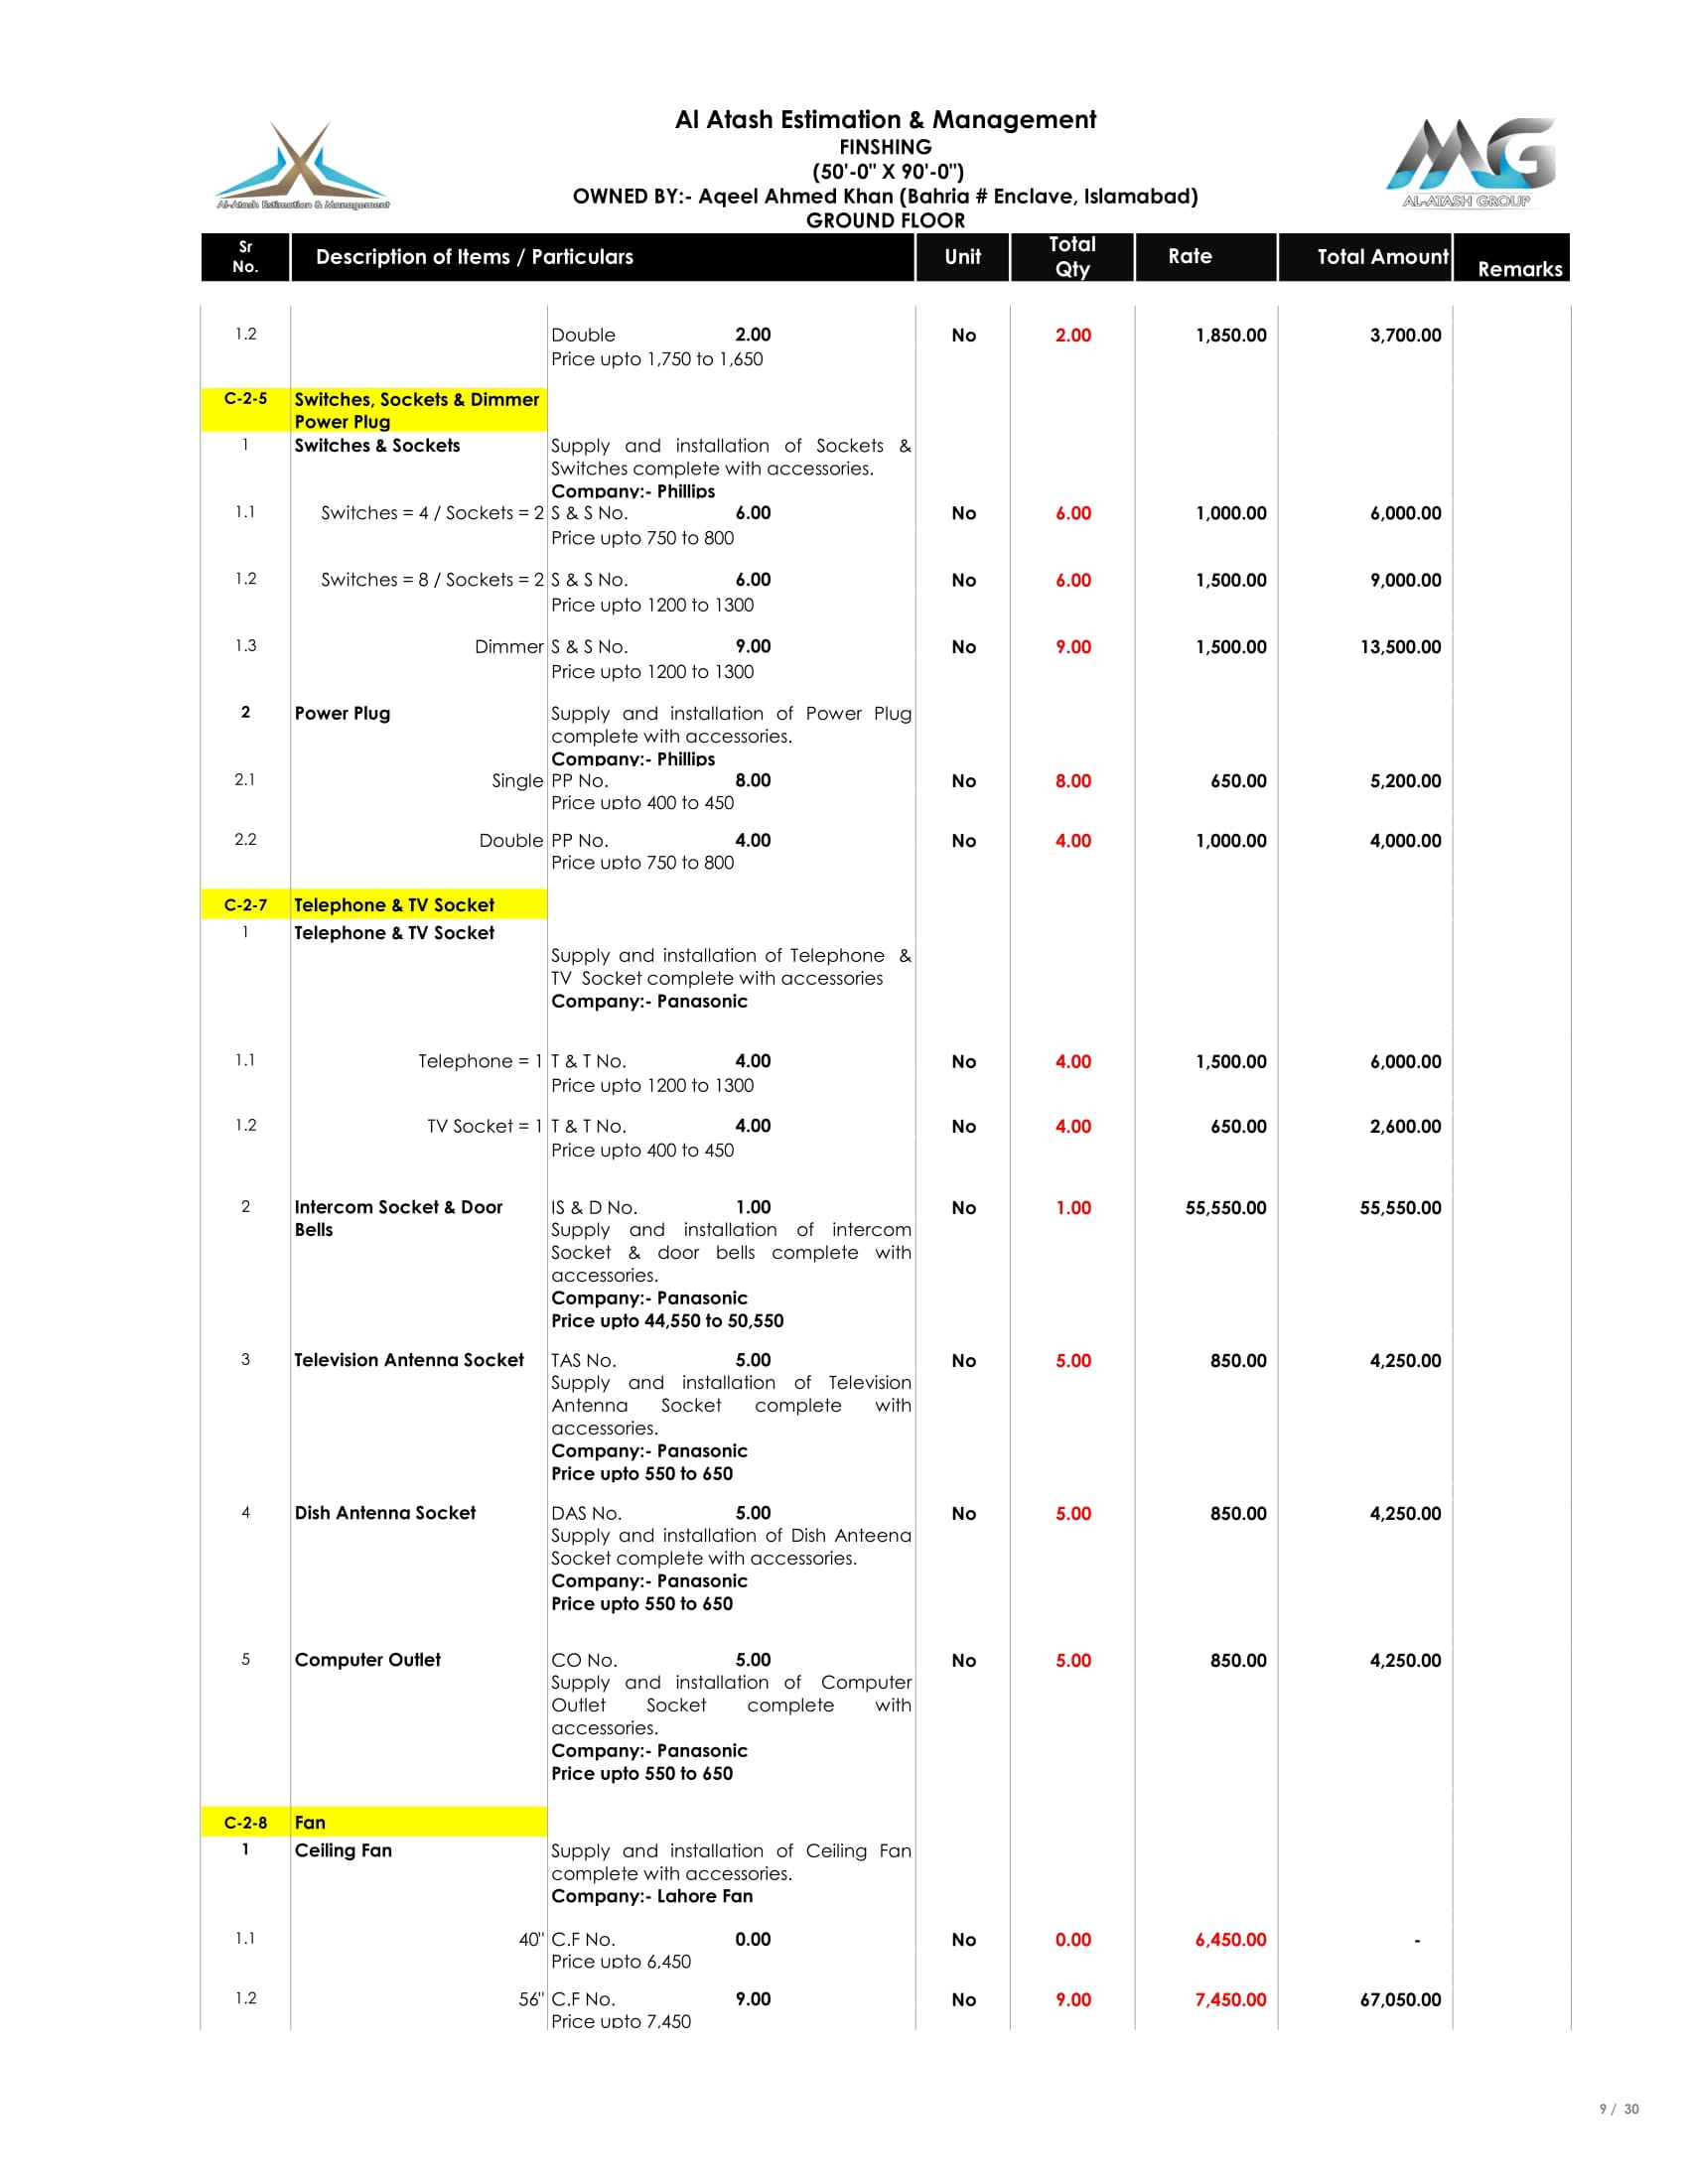 Al Atash Estimation & Management
FINSHING
(50'-0" X 90'-0")
OWNED BY:- Aqeel Ahmed Khan (Bahria # Enclave, Islamabad)
GROUND FLOOR
Al-Atash Estimation & Management
MG
AL-ATASH GROUP
Sr No. Description of Items / Particulars Unit Total Qty Rate Total Amount Remarks
1.2 Double 2.00 No 2.00 1,850.00 3,700.00
Price upto 1,750 to 1,650
C-2-5 Switches, Sockets & Dimmer
Power Plug
1 Switches & Sockets Supply and installation of Sockets &
Switches complete with accessories.
Company:- Phillips
1.1 Switches = 4 / Sockets = 2 S & S No. 6.00 No 6.00 1,000.00 6,000.00
Price upto 750 to 800
1.2 Switches = 8 / Sockets = 2 S & S No. 6.00 No 6.00 1,500.00 9,000.00
Price upto 1200 to 1300
1.3 Dimmer S & S No. 9.00 No 9.00 1,500.00 13,500.00
Price upto 1200 to 1300
2 Power Plug Supply and installation of Power Plug
complete with accessories.
Company:- Phillips
2.1 Single PP No. 8.00 No 8.00 650.00 5,200.00
Price upto 400 to 450
2.2 Double PP No. 4.00 No 4.00 1,000.00 4,000.00
Price upto 750 to 800
C-2-7 Telephone & TV Socket
1 Telephone & TV Socket
Supply and installation of Telephone &
TV Socket complete with accessories
Company:- Panasonic
1.1 Telephone = 1 T & T No. 4.00 No 4.00 1,500.00 6,000.00
Price upto 1200 to 1300
1.2 TV Socket = 1 T & T No. 4.00 No 4.00 650.00 2,600.00
Price upto 400 to 450
2 Intercom Socket & Door IS & D No. 1.00 No 1.00 55,550.00 55,550.00
Bells Supply and installation of intercom
Socket & door bells complete with
accessories.
Company:- Panasonic
Price upto 44,550 to 50,550
3 Television Antenna Socket TAS No. 5.00 No 5.00 850.00 4,250.00
Supply and installation of Television
Antenna Socket complete with
accessories.
Company:- Panasonic
Price upto 550 to 650
4 Dish Antenna Socket DAS No. 5.00 No 5.00 850.00 4,250.00
Supply and installation of Dish Anteena
Socket complete with accessories.
Company:- Panasonic
Price upto 550 to 650
5 Computer Outlet CO No. 5.00 No 5.00 850.00 4,250.00
Supply and installation of Computer
Outlet Socket complete with
accessories.
Company:- Panasonic
Price upto 550 to 650
C-2-8 Fan
1 Ceiling Fan Supply and installation of Ceiling Fan
complete with accessories.
Company:- Lahore Fan
1.1 40" C.F No. 0.00 No 0.00 6,450.00 -
Price upto 6,450
1.2 56" C.F No. 9.00 No 9.00 7,450.00 67,050.00
Price upto 7,450
9 / 30